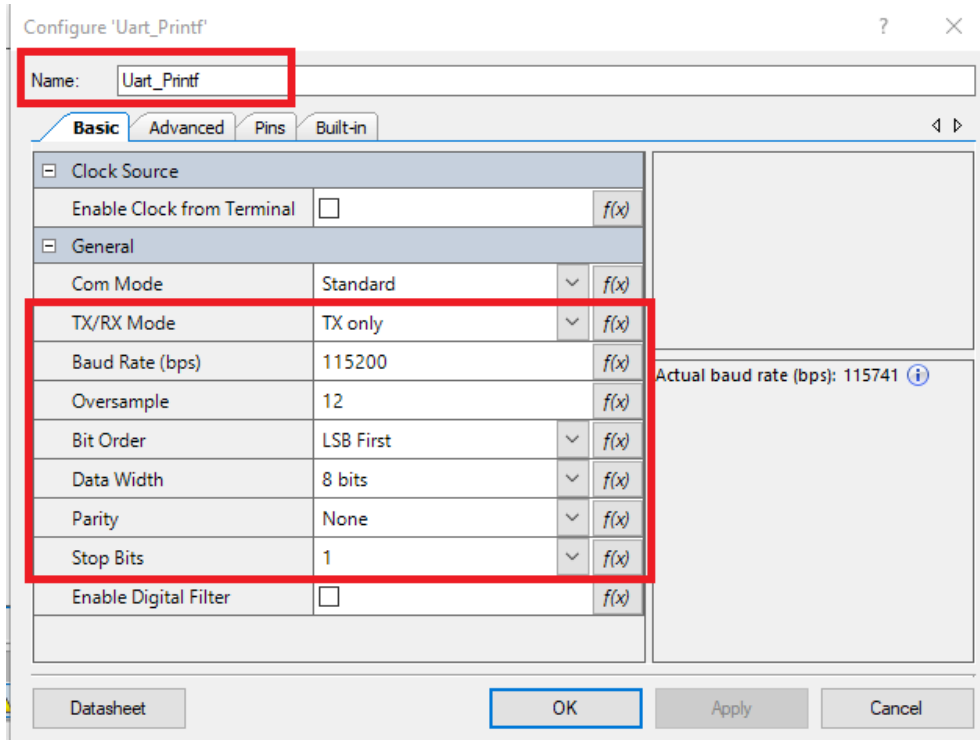 Configure 'Uart_Printf'
?
Name: Uart_Printf
Basic Advanced Pins Built-in
Clock Source
Enable Clock from Terminal f(x)
General
Com Mode Standard f(x)
TX/RX Mode TX only f(x)
Baud Rate (bps) 115200 f(x)
Actual baud rate (bps): 115741
Oversample 12 f(x)
Bit Order LSB First f(x)
Data Width 8 bits f(x)
Parity None f(x)
Stop Bits 1 f(x)
Enable Digital Filter f(x)
Datasheet OK Apply Cancel